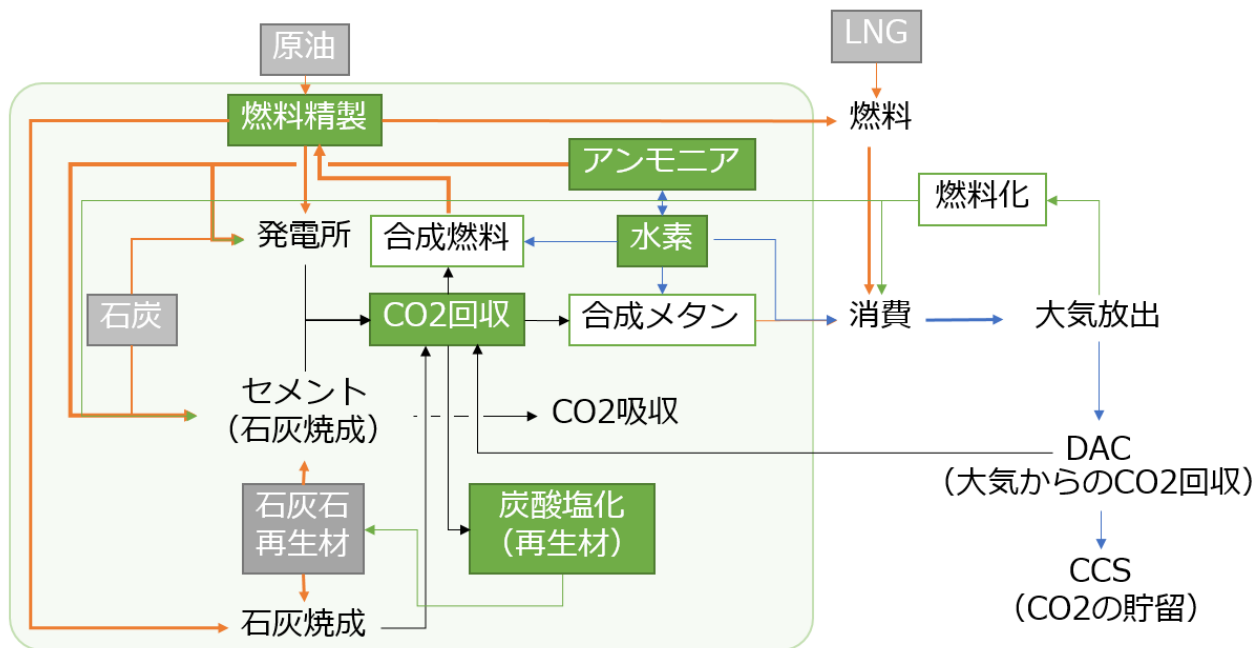 原油
LNG
燃料精製
燃料
アンモニア
燃料化
発電所
合成燃料
水素
石炭
CO2回収
合成メタン
消費
大気放出
セメント
（石灰焼成）
CO2吸収
DAC
（大気からのCO2回収）
石灰石
再生材
炭酸塩化
（再生材）
CCS
（CO2の貯留）
石灰焼成